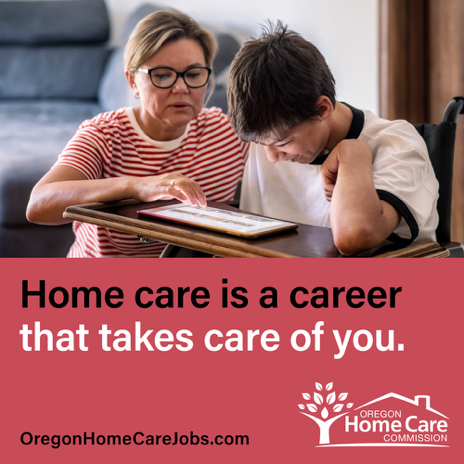 Home care is a career
that takes care of you.
OREGON
Home Care
COMMISSION
OregonHomeCareJobs.com